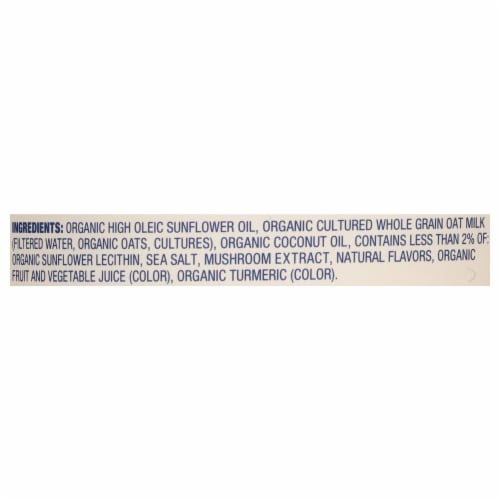 INGREDIENTS: ORGANIC HIGH OLEIC SUNFLOWER OIL, ORGANIC CULTURED WHOLE GRAIN OAT MILK
(FILTERED WATER, ORGANIC OATS, CULTURES), ORGANIC COCONUT OIL, CONTAINS LESS THAN 2% OF:
ORGANIC SUNFLOWER LECITHIN, SEA SALT, MUSHROOM EXTRACT, NATURAL FLAVORS, ORGANIC
FRUIT AND VEGETABLE JUICE (COLOR), ORGANIC TURMERIC (COLOR).